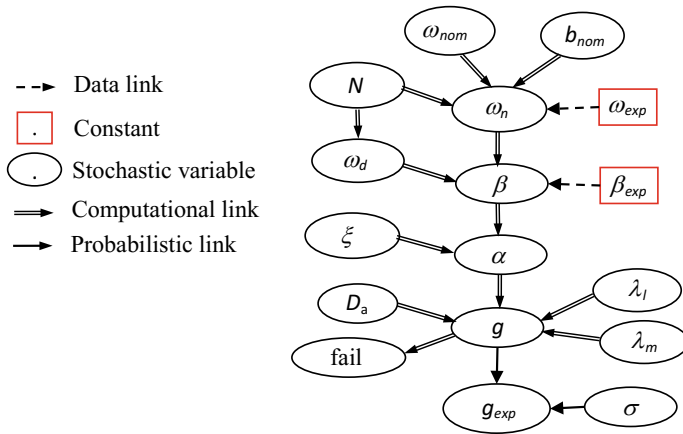 ω_nom
b_nom
N
ω_n
ω_exp
Data link
. Constant
. Stochastic variable
Computational link
Probabilistic link
ω_d
β
β_exp
ξ
α
D_a
g
λ_l
fail
λ_m
g_exp
σ